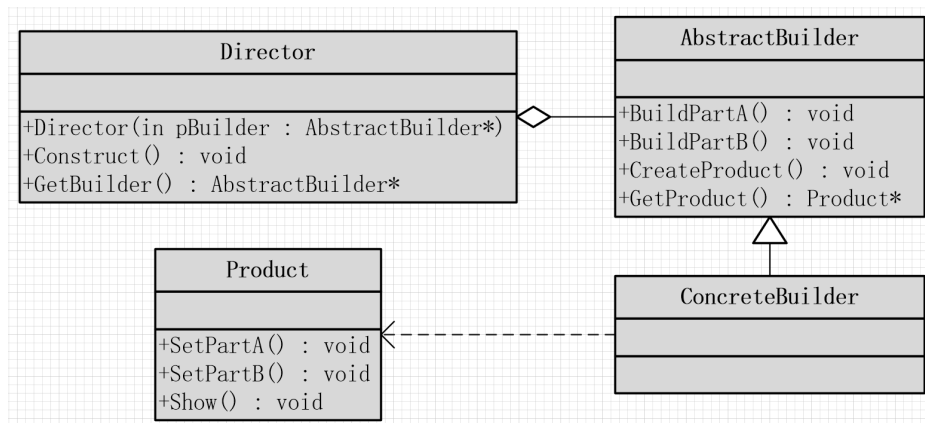 Director
+Director(in pBuilder : AbstractBuilder*)
+Construct() : void
+GetBuilder() : AbstractBuilder*
AbstractBuilder
+BuildPartA() : void
+BuildPartB() : void
+CreateProduct() : void
+GetProduct() : Product*
Product
+SetPartA() : void
+SetPartB() : void
+Show() : void
ConcreteBuilder